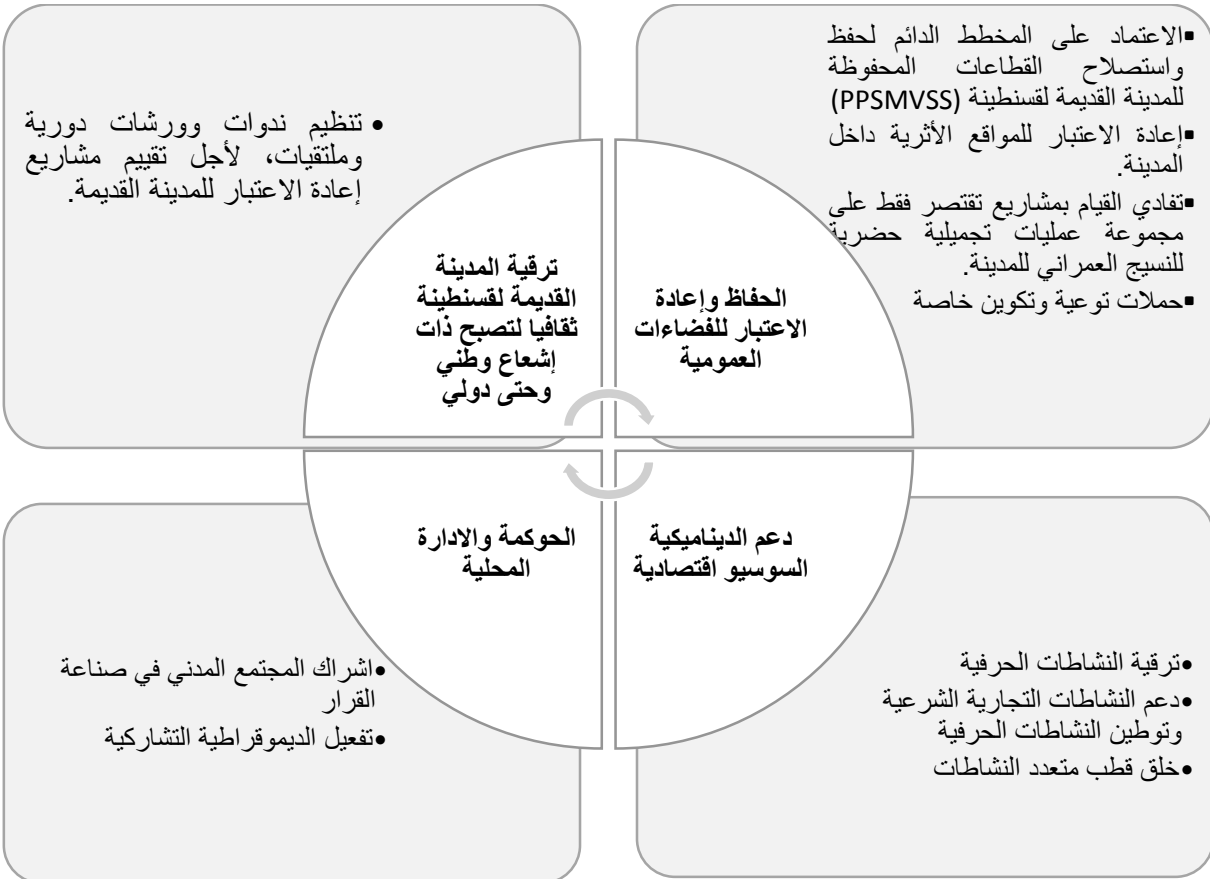 ▪الاعتماد على المخطط الدائم لحفظ
واستصلاح القطاعات المحفوظة
للمدينة القديمة لقسنطينة (PPSMVSS)
▪إعادة الاعتبار للمواقع الأثرية داخل
المدينة.
▪تفادي القيام بمشاريع تقتصر فقط على
مجموعة عمليات تجميلية حضرية
للنسيج العمراني للمدينة.
▪حملات توعية وتكوين خاصة
الحفاظ وإعادة
الاعتبار للفضاءات
العمومية
• تنظيم ندوات وورشات دورية
وملتقيات، لأجل تقييم مشاريع
إعادة الاعتبار للمدينة القديمة.
ترقية المدينة
القديمة لقسنطينة
ثقافيا لتصبح ذات
إشعاع وطني
وحتى دولي
دعم الديناميكية
السوسيو اقتصادية
•ترقية النشاطات الحرفية
•دعم النشاطات التجارية الشرعية
وتوطين النشاطات الحرفية
•خلق قطب متعدد النشاطات
الحوكمة والادارة
المحلية
•اشراك المجتمع المدني في صناعة
القرار
•تفعيل الديموقراطية التشاركية